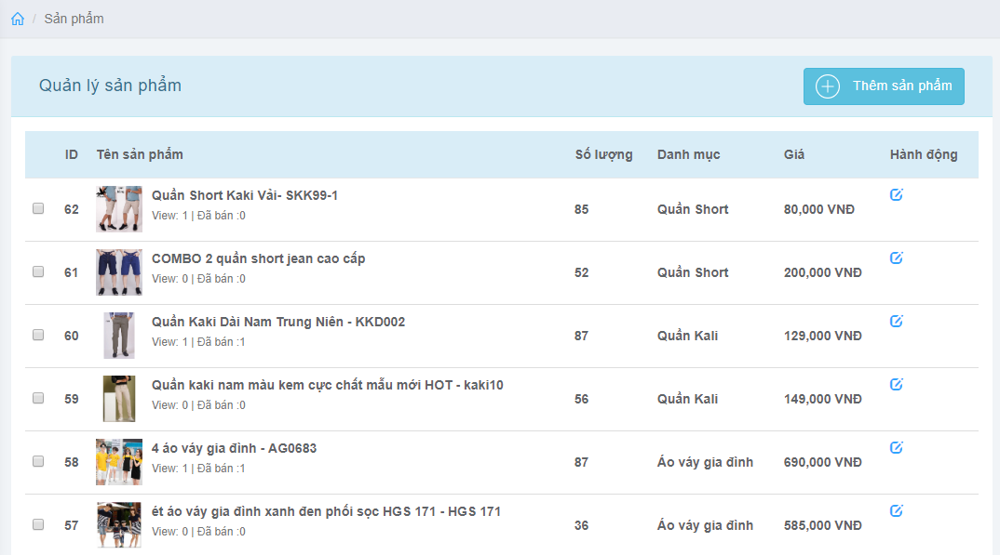 / Sản phẩm
Quản lý sản phẩm
Thêm sản phẩm
ID Tên sản phẩm Số lượng Danh mục Giá Hành động
62 Quần Short Kaki Vải- SKK99-1 85 Quần Short 80,000 VNĐ
View: 1 | Đã bán :0
61 COMBO 2 quần short jean cao cấp 52 Quần Short 200,000 VNĐ
View: 0 | Đã bán :0
60 Quần Kaki Dài Nam Trung Niên - KKD002 87 Quần Kali 129,000 VNĐ
View: 1 | Đã bán :1
59 Quần kaki nam màu kem cực chất mẫu mới HOT - kaki10 56 Quần Kali 149,000 VNĐ
View: 0 | Đã bán :0
58 4 áo váy gia đình - AG0683 87 Áo váy gia đình 690,000 VNĐ
View: 1 | Đã bán :1
57 ét áo váy gia đình xanh đen phối sọc HGS 171 - HGS 171 36 Áo váy gia đình 585,000 VNĐ
View: 0 | Đã bán :0